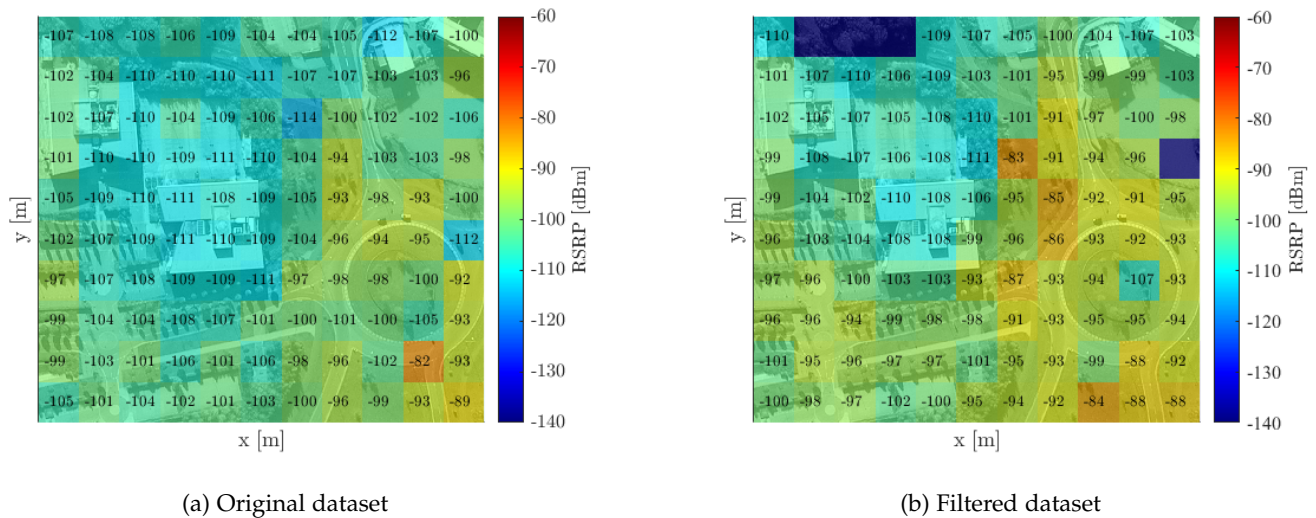 -107 -108 -108 -106 -109 -104 -104 -105 -112 -107 -100
-102 -104 -110 -110 -110 -111 -107 -107 -103 -103 -96
-102 -107 -110 -104 -109 -106 -114 -100 -102 -102 -106
-101 -110 -110 -109 -111 -110 -104 -94 -103 -103 -98
-105 -109 -110 -111 -108 -109 -105 -93 -98 -93 -100
-102 -107 -109 -111 -110 -109 -104 -96 -94 -95 -112
-97 -107 -108 -109 -109 -111 -97 -98 -98 -100 -92
-99 -104 -104 -108 -107 -101 -100 -101 -100 -105 -93
-99 -103 -101 -106 -101 -106 -98 -96 -102 -82 -93
-105 -101 -104 -102 -101 -103 -100 -96 -99 -93 -89
y [m]
x [m]
-60
-70
-80
-90
-100
-110
-120
-130
-140
RSRP [dBm]
(a) Original dataset
-110 -109 -107 -105 -100 -104 -107 -103
-101 -107 -110 -106 -109 -103 -101 -95 -99 -99 -103
-102 -107 -107 -105 -108 -110 -101 -91 -97 -100 -98
-99 -108 -107 -106 -108 -110 -83 -91 -94 -96
-100 -102 -104 -110 -108 -106 -95 -85 -92 -91 -95
-96 -103 -104 -108 -108 -99 -96 -86 -93 -92 -93
-97 -96 -100 -103 -103 -93 -87 -93 -94 -107 -93
-96 -96 -94 -99 -98 -98 -91 -93 -95 -95 -94
-101 -95 -96 -97 -97 -101 -95 -93 -99 -88 -92
-100 -98 -97 -102 -100 -95 -94 -92 -84 -88 -88
y [m]
x [m]
-60
-70
-80
-90
-100
-110
-120
-130
-140
RSRP [dBm]
(b) Filtered dataset